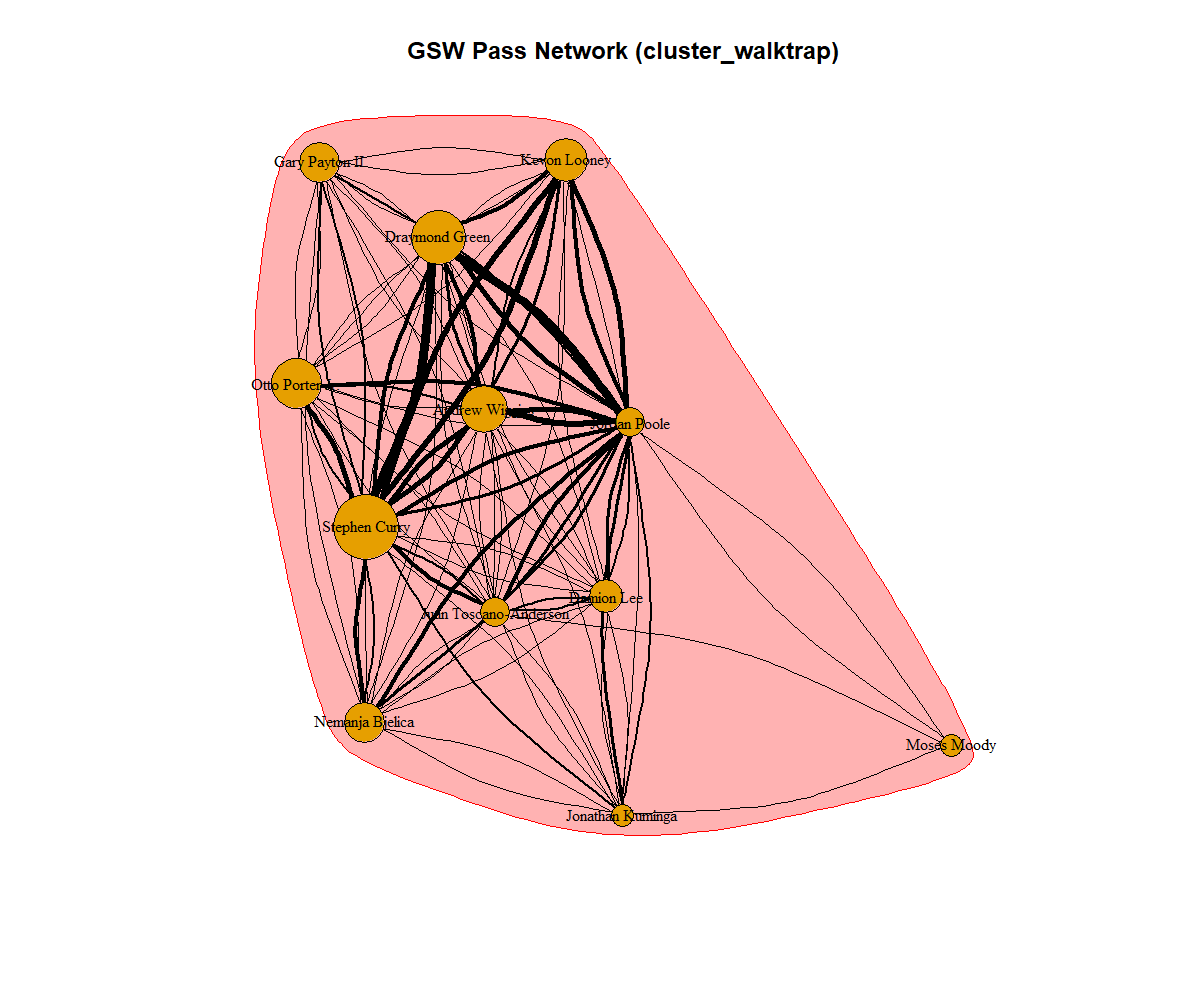 GSW Pass Network (cluster_walktrap)
Gary Payton II
Kevon Looney
Draymond Green
Otto Porter
Andrew Wiggins
Jordan Poole
Stephen Curry
Damion Lee
Juan Toscano-Anderson
Nemanja Bjelica
Moses Moody
Jonathan Kuminga